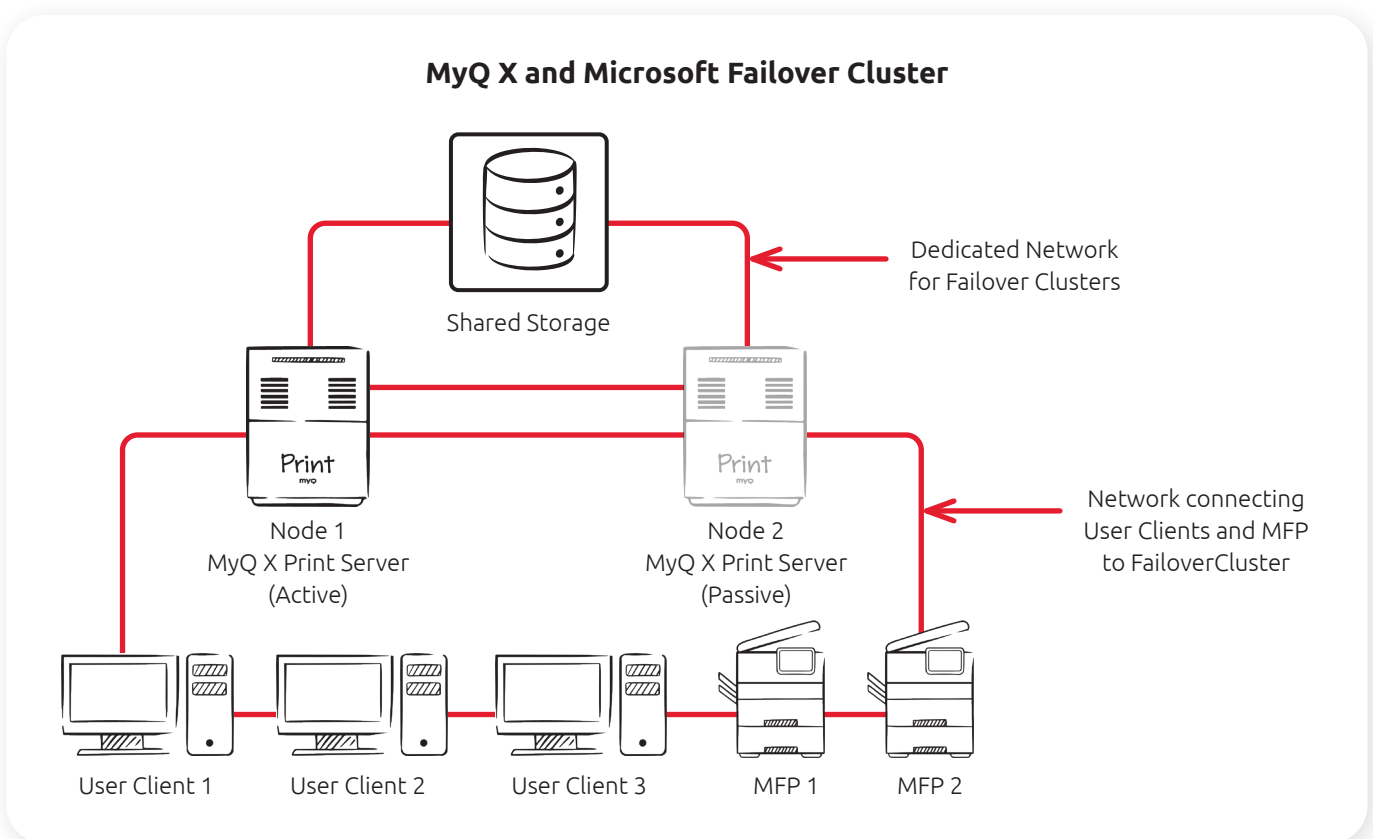 MyQ X and Microsoft Failover Cluster
Shared Storage
Dedicated Network
for Failover Clusters
Print
myQ
Print
myQ
Node 1
MyQ X Print Server
(Active)
Node 2
MyQ X Print Server
(Passive)
Network connecting
User Clients and MFP
to FailoverCluster
User Client 1
User Client 2
User Client 3
MFP 1
MFP 2